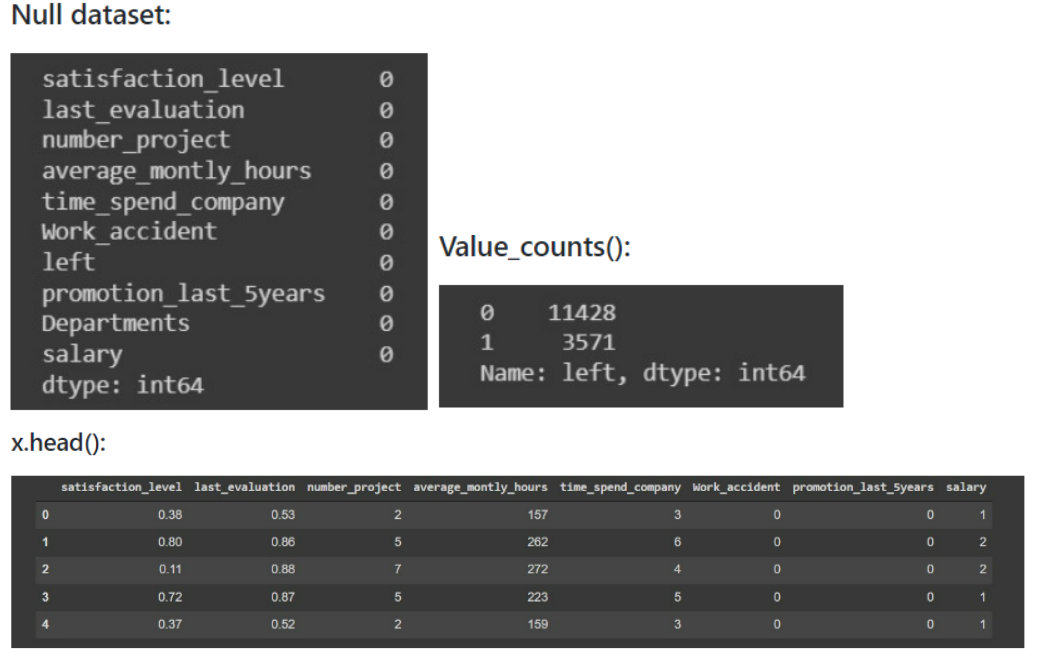 Null dataset:
satisfaction_level 0
last_evaluation 0
number_project 0
average_montly_hours 0
time_spend_company 0
Work_accident 0
left 0
promotion_last_5years 0
Departments 0
salary 0
dtype: int64
Value_counts():
0 11428
1 3571
Name: left, dtype: int64
x.head():
satisfaction_level last_evaluation number_project average_montly_hours time_spend_company Work_accident promotion_last_5years salary
0 0.38 0.53 2 157 3 0 0 1
1 0.80 0.86 5 262 6 0 0 2
2 0.11 0.88 7 272 4 0 0 2
3 0.72 0.87 5 223 5 0 0 1
4 0.37 0.52 2 159 3 0 0 1